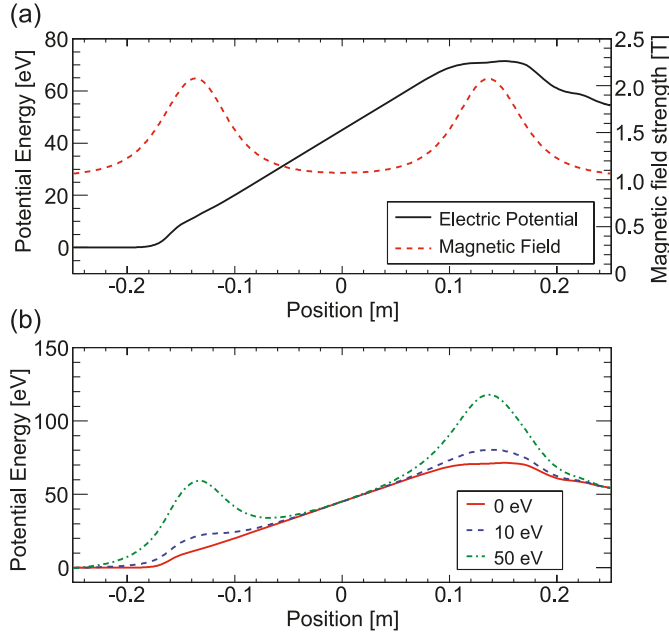 (a)
Potential Energy [eV]
80
60
40
20
0
2.5
2
1.5
1
0.5
0
Magnetic field strength [T]
Electric Potential
Magnetic Field
-0.2
-0.1
0
0.1
0.2
Position [m]
(b)
Potential Energy [eV]
150
100
50
0
0 eV
10 eV
50 eV
-0.2
-0.1
0
0.1
0.2
Position [m]